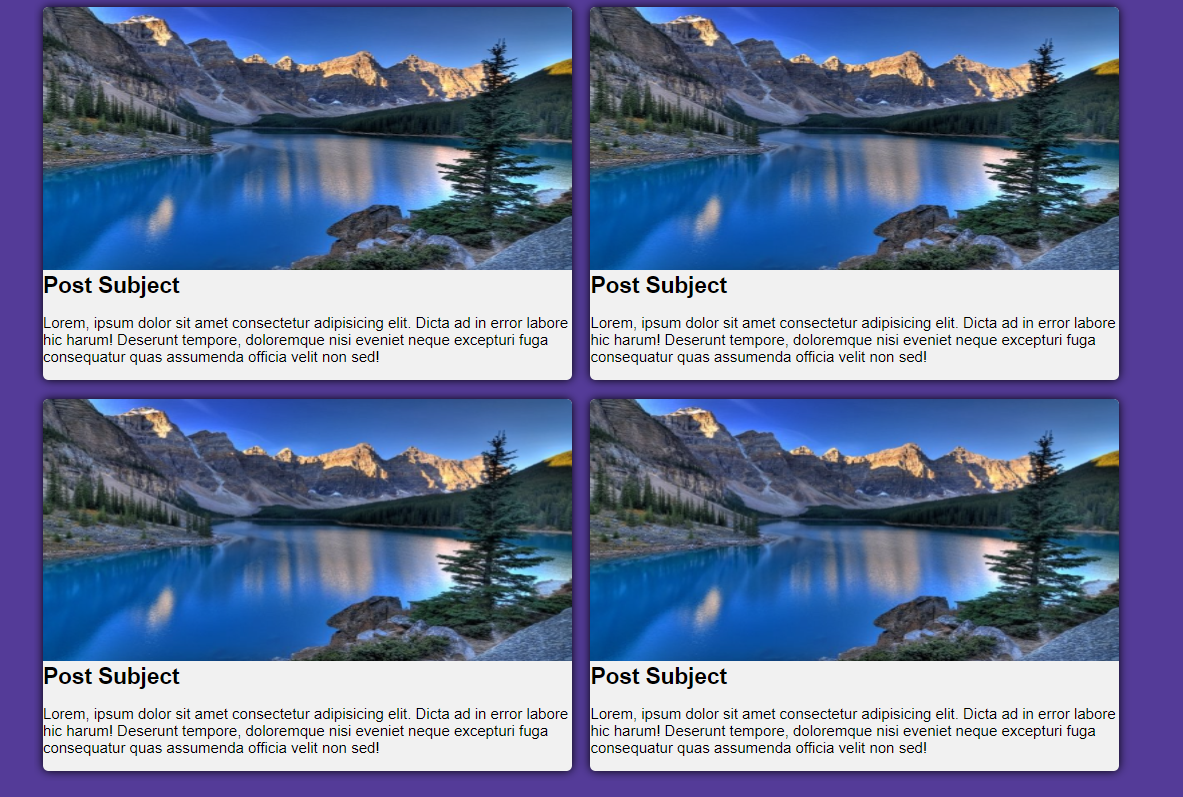 Post Subject
Lorem, ipsum dolor sit amet consectetur adipisicing elit. Dicta ad in error labore
hic harum! Deserunt tempore, doloremque nisi eveniet neque excepturi fuga
consequatur quas assumenda officia velit non sed!
Post Subject
Lorem, ipsum dolor sit amet consectetur adipisicing elit. Dicta ad in error labore
hic harum! Deserunt tempore, doloremque nisi eveniet neque excepturi fuga
consequatur quas assumenda officia velit non sed!
Post Subject
Lorem, ipsum dolor sit amet consectetur adipisicing elit. Dicta ad in error labore
hic harum! Deserunt tempore, doloremque nisi eveniet neque excepturi fuga
consequatur quas assumenda officia velit non sed!
Post Subject
Lorem, ipsum dolor sit amet consectetur adipisicing elit. Dicta ad in error labore
hic harum! Deserunt tempore, doloremque nisi eveniet neque excepturi fuga
consequatur quas assumenda officia velit non sed!